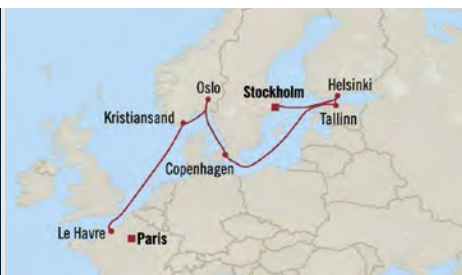 Oslo
Helsinki
Stockholm
Kristiansand
Tallinn
Copenhagen
Le Havre
Paris